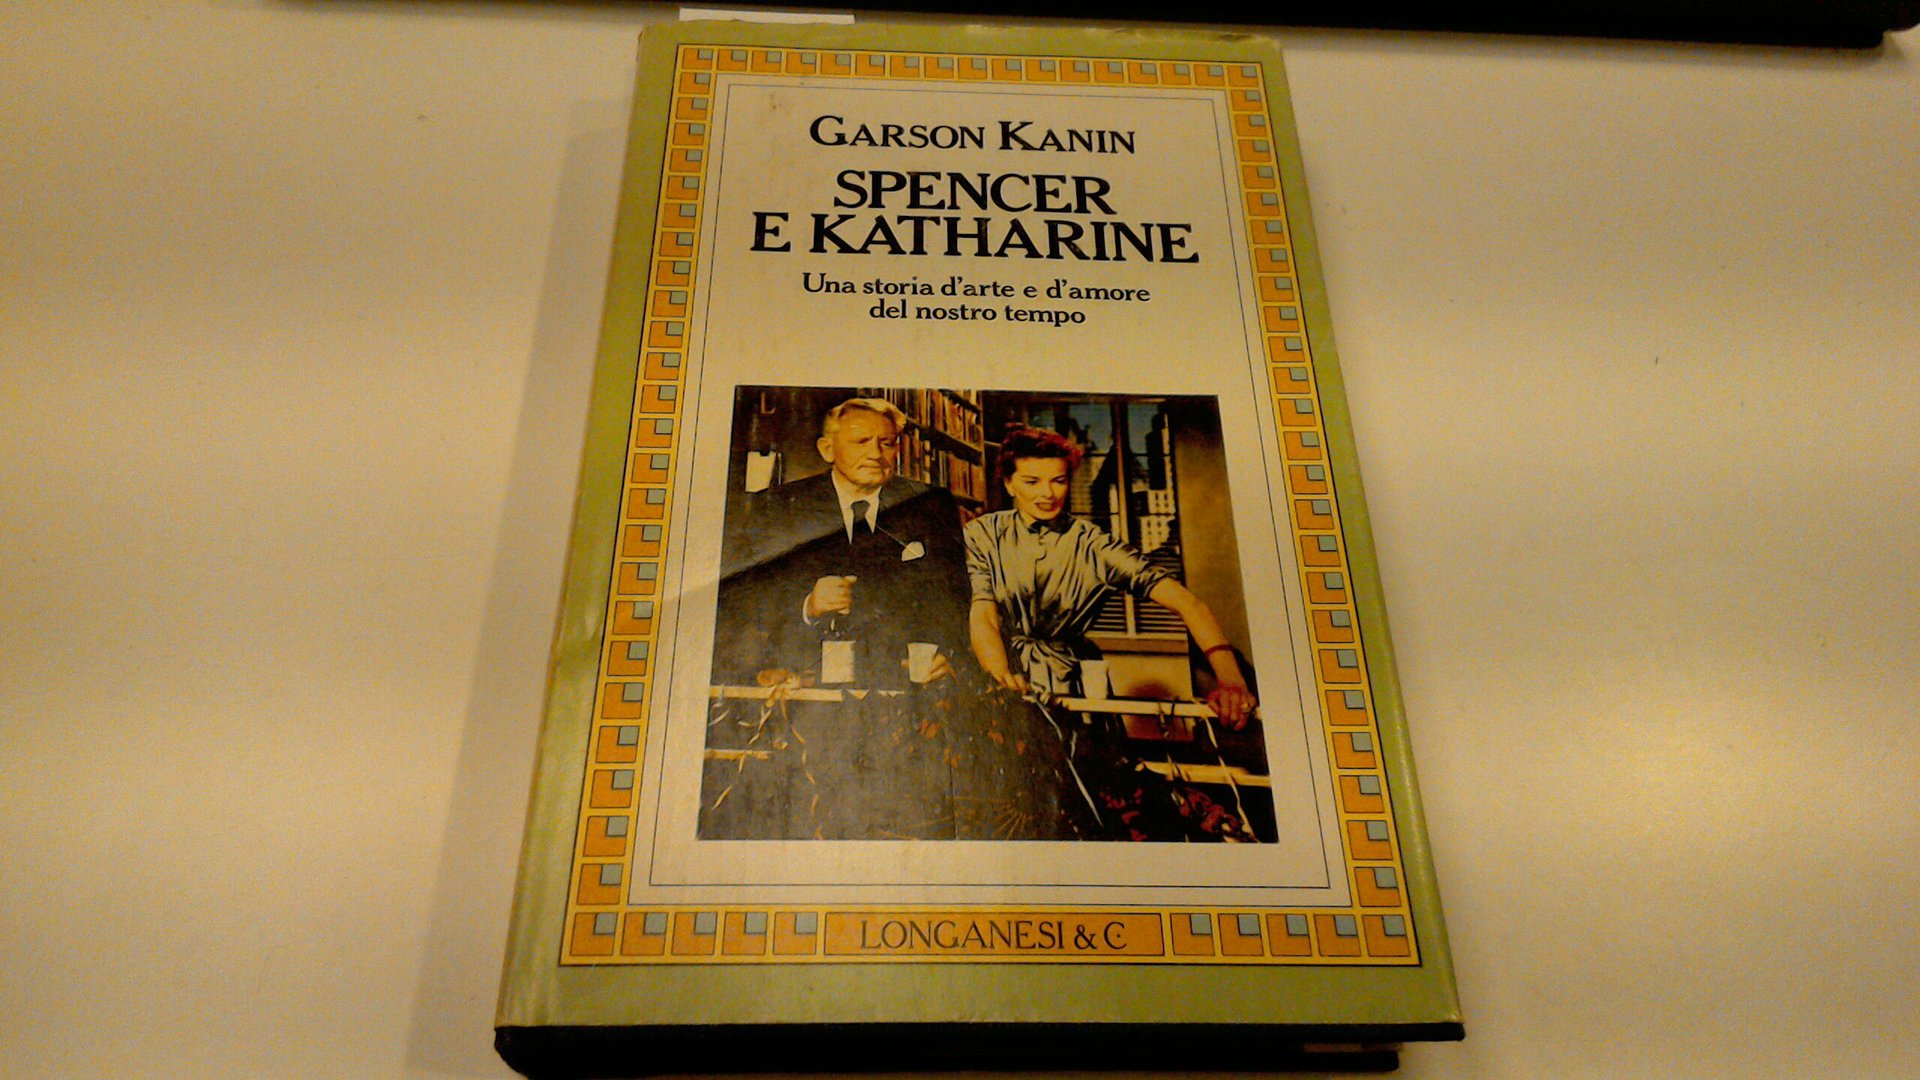 GARSON KANIN
SPENCER
E KATHARINE
Una storia d'arte e d'amore
del nostro tempo
LONGANESI & C.